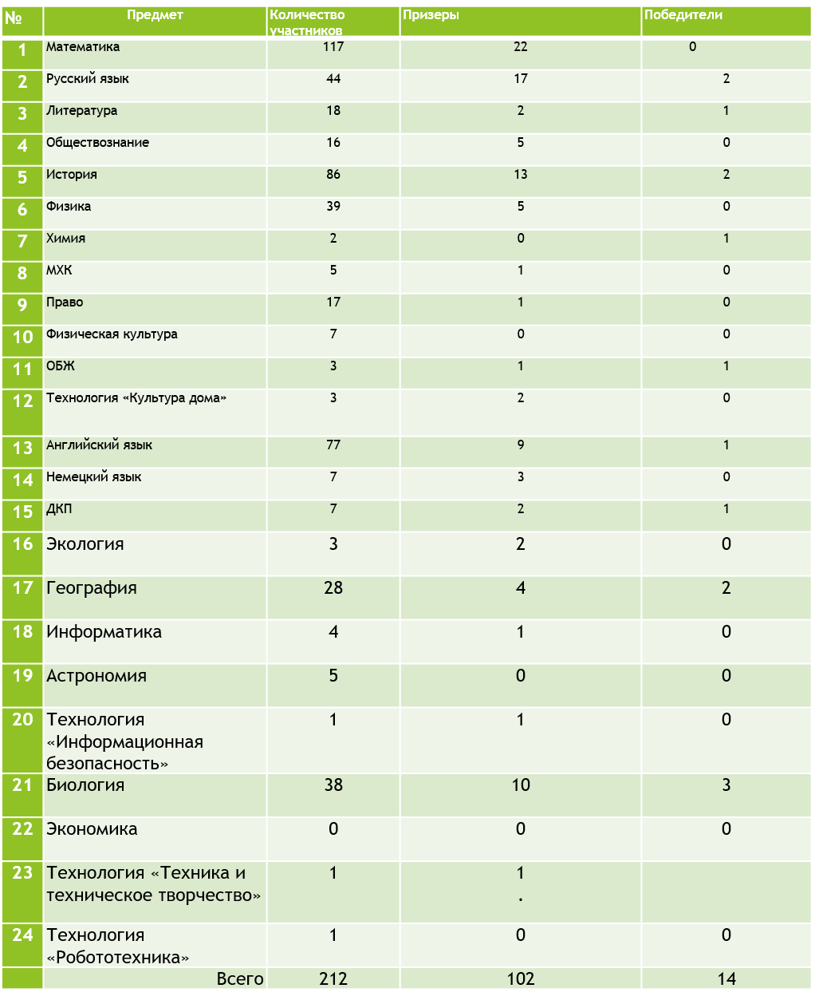 № Предмет Количество Призеры Победители
участников
1 Математика 117 22 0
2 Русский язык 44 17 2
3 Литература 18 2 1
4 Обществознание 16 5 0
5 История 86 13 2
6 Физика 39 5 0
7 Химия 2 0 1
8 МХК 5 1 0
9 Право 17 1 0
10 Физическая культура 7 0 0
11 ОБЖ 3 1 1
12 Технология «Культура дома» 3 2 0
13 Английский язык 77 9 1
14 Немецкий язык 7 3 0
15 ДКП 7 2 1
16 Экология 3 2 0
17 География 28 4 2
18 Информатика 4 1 0
19 Астрономия 5 0 0
20 Технология 1 1 0
«Информационная
безопасность»
21 Биология 38 10 3
22 Экономика 0 0 0
23 Технология «Техника и 1 1
техническое творчество» .
24 Технология 1 0 0
«Робототехника»
Всего 212 102 14